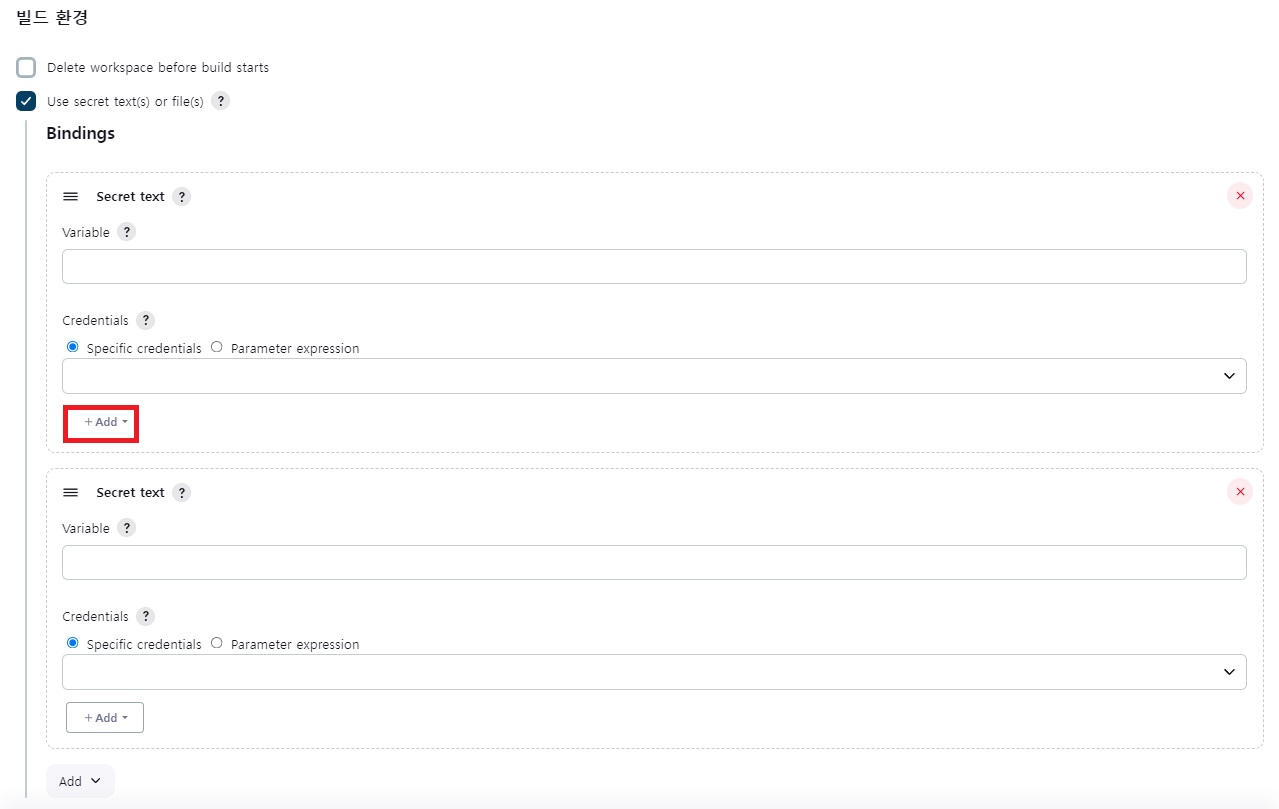 빌드 환경
Delete workspace before build starts
Use secret text(s) or file(s) ?
Bindings
Secret text ?
Variable ?
Credentials ?
Specific credentials Parameter expression
+ Add
Secret text ?
Variable ?
Credentials ?
Specific credentials Parameter expression
+ Add
Add